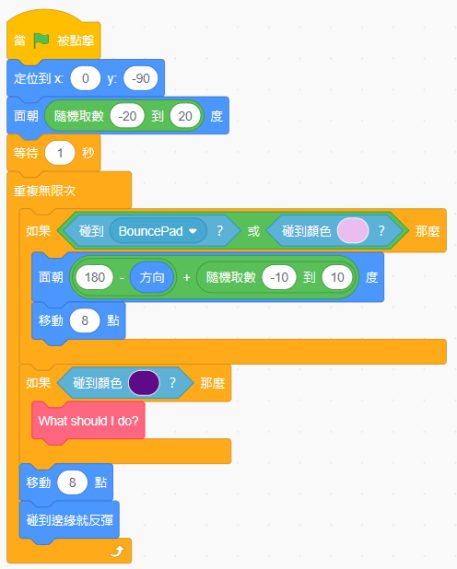 當 被點擊
定位到 x: 0 y: -90
面朝 隨機取數 -20 到 20 度
等待 1 秒
重複無限次
如果 碰到 BouncePad ? 或 碰到顏色 ? 那麼
面朝 180 - 方向 + 隨機取數 -10 到 10 度
移動 8 點
如果 碰到顏色 ? 那麼
What should I do?
移動 8 點
碰到邊緣就反彈